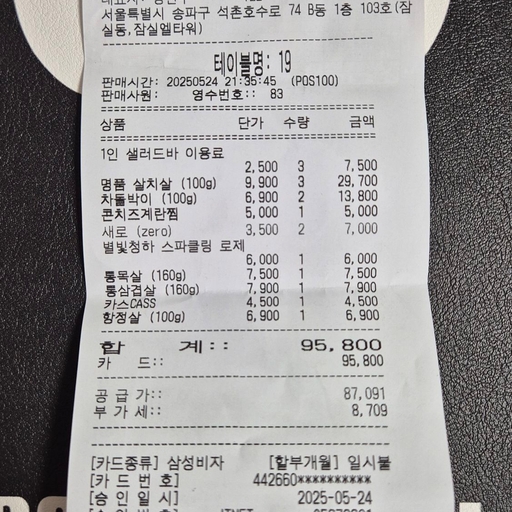 서울특별시 송파구 석촌호수로 74 B동 1층 103호(잠
실동,잠실엘타워)
테이블명: 19
판매시간: 20250524 21:35:45 (POS100)
판매사원: 영수번호:: 83
상품 단가 수량 금액
1인 샐러드바 이용료
2,500 3 7,500
명품 살치살 (100g) 9,900 3 29,700
차돌박이 (100g) 6,900 2 13,800
콘치즈계란찜 5,000 1 5,000
새로 (zero) 3,500 2 7,000
별빛청하 스파클링 로제
6,000 1 6,000
통목살 (160g) 7,500 1 7,500
통삼겹살 (160g) 7,900 1 7,900
카스CASS 4,500 1 4,500
항정살 (100g) 6,900 1 6,900
합 계:: 95,800
카 드:: 95,800
공 급 가:: 87,091
부 가 세:: 8,709
[카드종류] 삼성비자 [할부개월] 일시불
[카 드 번 호] 442660**********
[승 인 일 시] 2025-05-24